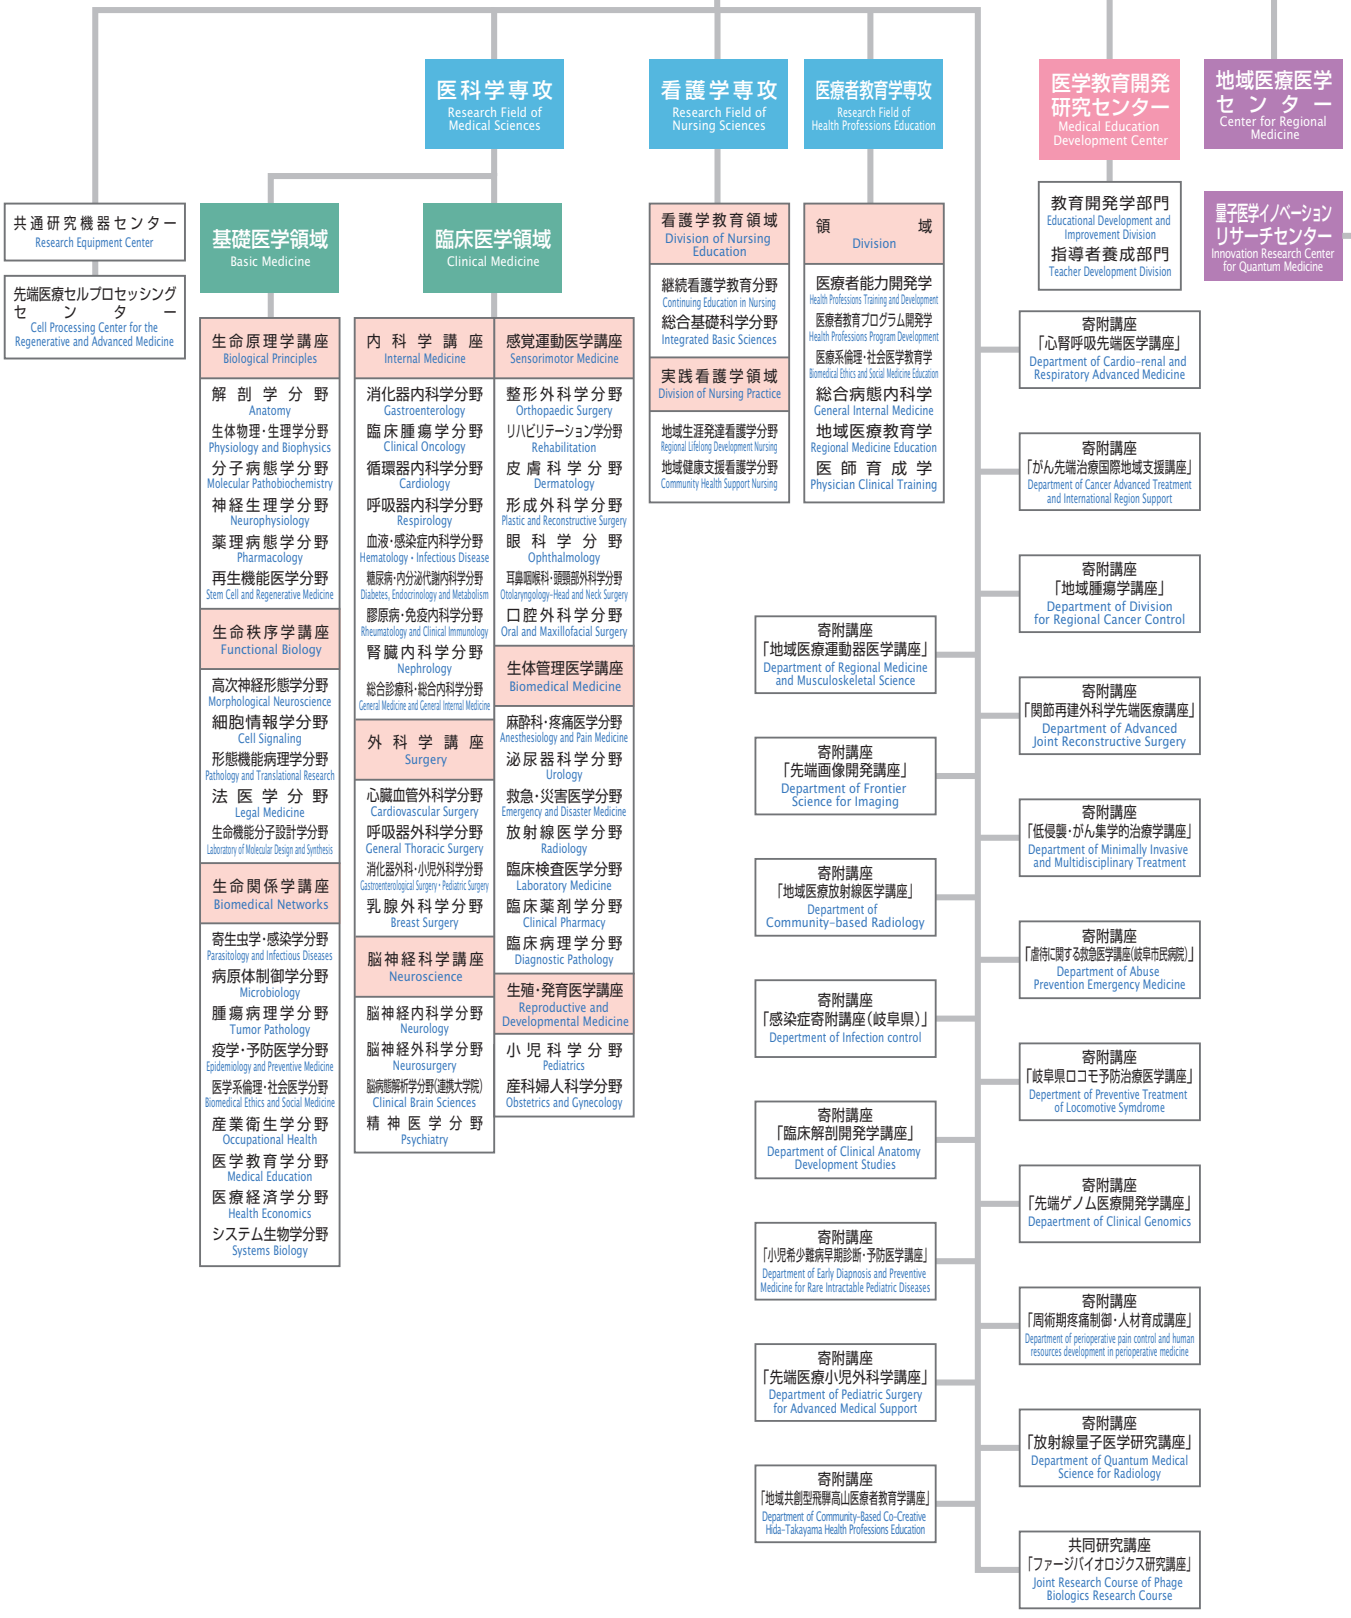 医科学専攻
Research Field of
Medical Sciences
看護学専攻
Research Field of
Nursing Sciences
医療者教育学専攻
Research Field of
Health Professions Education
医学教育開発
研究センター
Medical Education
Development Center
地域医療医学
センター
Center for Regional
Medicine
共通研究機器センター
Research Equipment Center
先端医療セルプロセッシング
センター
Cell Processing Center for the
Regenerative and Advanced Medicine
基礎医学領域
Basic Medicine
臨床医学領域
Clinical Medicine
生命原理学講座
Biological Principles
解剖学分野
Anatomy
生体物理・生理学分野
Physiology and Biophysics
分子病態学分野
Molecular Pathobiochemistry
神経生理学分野
Neurophysiology
薬理病態学分野
Pharmacology
再生機能医学分野
Stem Cell and Regenerative Medicine
生命秩序学講座
Functional Biology
高次神経形態学分野
Morphological Neuroscience
細胞情報学分野
Cell Signaling
形態機能病理学分野
Pathology and Translational Research
法医学分野
Legal Medicine
生命機能分子設計学分野
Laboratory of Molecular Design and Synthesis
生命関係学講座
Biomedical Networks
寄生虫学・感染学分野
Parasitology and Infectious Diseases
病原体制御学分野
Microbiology
腫瘍病理学分野
Tumor Pathology
疫学・予防医学分野
Epidemiology and Preventive Medicine
医学系倫理・社会医学分野
Biomedical Ethics and Social Medicine
産業衛生学分野
Occupational Health
医学教育学分野
Medical Education
医療経済学分野
Health Economics
システム生物学分野
Systems Biology
内科学講座
Internal Medicine
消化器内科学分野
Gastroenterology
臨床腫瘍学分野
Clinical Oncology
循環器内科学分野
Cardiology
呼吸器内科学分野
Respirology
血液・感染症内科学分野
Hematology・Infectious Disease
糖尿病・内分泌代謝内科学分野
Diabetes, Endocrinology and Metabolism
膠原病・免疫内科学分野
Rheumatology and Clinical Immunology
腎臓内科学分野
Nephrology
総合診療科・総合内科学分野
General Medicine and General Internal Medicine
外科学講座
Surgery
心臓血管外科学分野
Cardiovascular Surgery
呼吸器外科学分野
General Thoracic Surgery
消化器外科・小児外科学分野
Gastroenterological Surgery・Pediatric Surgery
乳腺外科学分野
Breast Surgery
脳神経科学講座
Neuroscience
脳神経内科学分野
Neurology
脳神経外科学分野
Neurosurgery
脳病態解析学分野(連携大学院)
Clinical Brain Sciences
精神医学分野
Psychiatry
感覚運動医学講座
Sensorimotor Medicine
整形外科学分野
Orthopaedic Surgery
リハビリテーション学分野
Rehabilitation
皮膚科学分野
Dermatology
形成外科学分野
Plastic and Reconstructive Surgery
眼科学分野
Ophthalmology
耳鼻咽喉科・頭頸部外科学分野
Otolaryngology-Head and Neck Surgery
口腔外科学分野
Oral and Maxillofacial Surgery
生体管理医学講座
Biomedical Medicine
麻酔科・疼痛医学分野
Anesthesiology and Pain Medicine
泌尿器科学分野
Urology
救急・災害医学分野
Emergency and Disaster Medicine
放射線医学分野
Radiology
臨床検査医学分野
Laboratory Medicine
臨床薬剤学分野
Clinical Pharmacy
臨床病理学分野
Diagnostic Pathology
生殖・発育医学講座
Reproductive and
Developmental Medicine
小児科学分野
Pediatrics
産科婦人科学分野
Obstetrics and Gynecology
看護学教育領域
Division of Nursing
Education
継続看護学教育分野
Continuing Education in Nursing
総合基礎科学分野
Integrated Basic Sciences
実践看護学領域
Division of Nursing Practice
地域生涯発達看護学分野
Regional Lifelong Development Nursing
地域健康支援看護学分野
Community Health Support Nursing
領域
Division
医療者能力開発学
Health Professions Training and Development
医療者教育プログラム開発学
Health Professions Program Development
医療系倫理・社会医学教育学
Biomedical Ethics and Social Medicine Education
総合病態内科学
General Internal Medicine
地域医療教育学
Regional Medicine Education
医師育成学
Physician Clinical Training
教育開発学部門
Educational Development and
Improvement Division
指導者養成部門
Teacher Development Division
量子医学イノベーション
リサーチセンター
Innovation Research Center
for Quantum Medicine
寄附講座
「地域医療運動器医学講座」
Department of Regional Medicine
and Musculoskeletal Science
寄附講座
「先端画像開発講座」
Department of Frontier
Science for Imaging
寄附講座
「地域医療放射線医学講座」
Department of
Community-based Radiology
寄附講座
「感染症寄附講座(岐阜県)」
Depertment of Infection control
寄附講座
「臨床解剖開発学講座」
Department of Clinical Anatomy
Development Studies
寄附講座
「小児希少難病早期診断・予防医学講座」
Department of Early Diagnosis and Preventive
Medicine for Rare Intractable Pediatric Diseases
寄附講座
「先端医療小児外科学講座」
Department of Pediatric Surgery
for Advanced Medical Support
寄附講座
「地域共創型飛騨高山医療者教育学講座」
Department of Community-Based Co-Creative
Hida-Takayama Health Professions Education
寄附講座
「心腎呼吸先端医学講座」
Department of Cardio-renal and
Respiratory Advanced Medicine
寄附講座
「がん先端治療国際地域支援講座」
Department of Cancer Advanced Treatment
and International Region Support
寄附講座
「地域腫瘍学講座」
Department of Division
for Regional Cancer Control
寄附講座
「関節再建外科学先端医療講座」
Department of Advanced
Joint Reconstructive Surgery
寄附講座
「低侵襲・がん集学的治療学講座」
Department of Minimally Invasive
and Multidisciplinary Treatment
寄附講座
「虐待に関する救急医学講座(岐阜市民病院)」
Department of Abuse
Prevention Emergency Medicine
寄附講座
「岐阜県ロコモ予防治療医学講座」
Depertment of Preventive Treatment
of Locomotive Symdrome
寄附講座
「先端ゲノム医療開発学講座」
Depaertment of Clinical Genomics
寄附講座
「周術期疼痛制御・人材育成講座」
Department of perioperative pain control and human
resources development in perioperative medicine
寄附講座
「放射線量子医学研究講座」
Department of Quantum Medical
Science for Radiology
共同研究講座
「ファージバイオロジクス研究講座」
Joint Research Course of Phage
Biologics Research Course